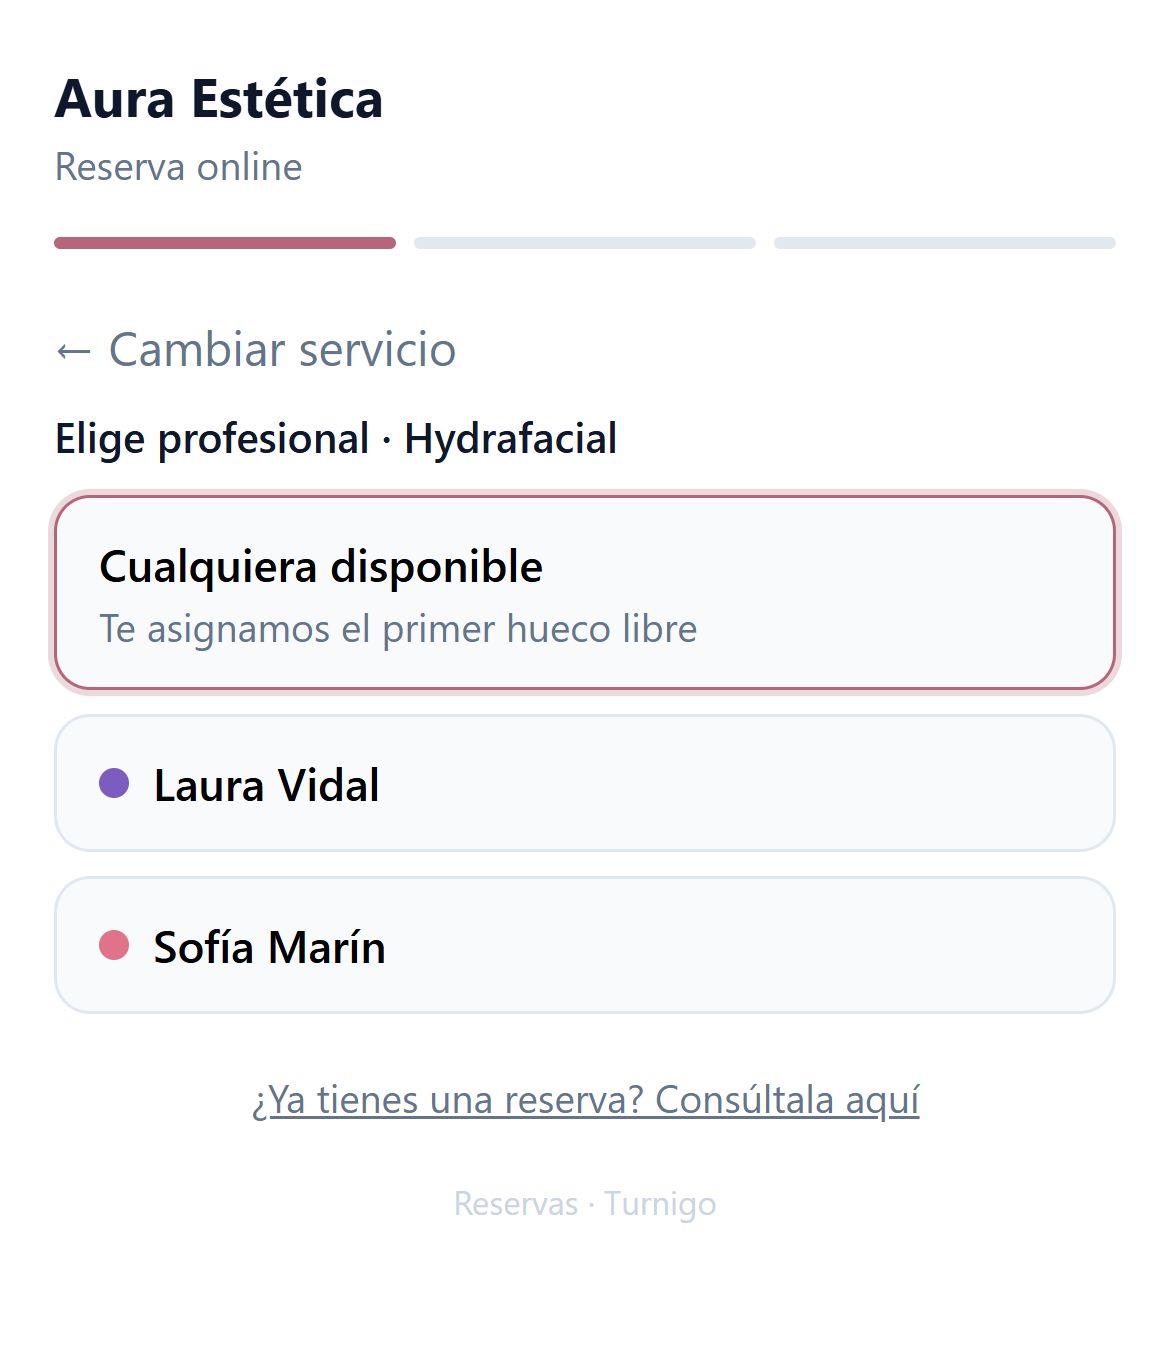 Aura Estética
Reserva online
← Cambiar servicio
Elige profesional · Hydrafacial
Cualquiera disponible
Te asignamos el primer hueco libre
Laura Vidal
Sofía Marín
¿Ya tienes una reserva? Consúltala aquí
Reservas · Turnigo